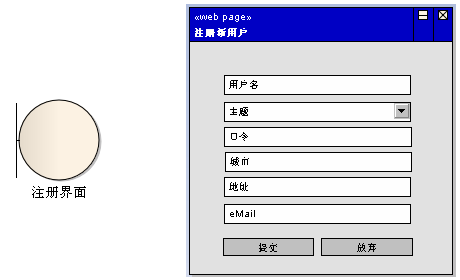 «web page»
注册新用户
用户名
主题
口令
城市
地址
eMail
提交 放弃
注册界面